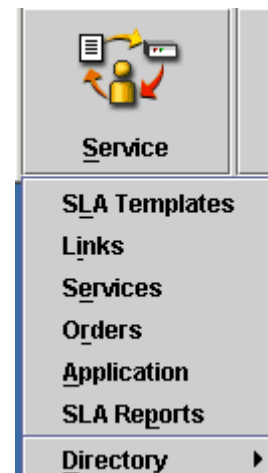 Service
SLA Templates
Links
Services
Orders
Application
SLA Reports
Directory